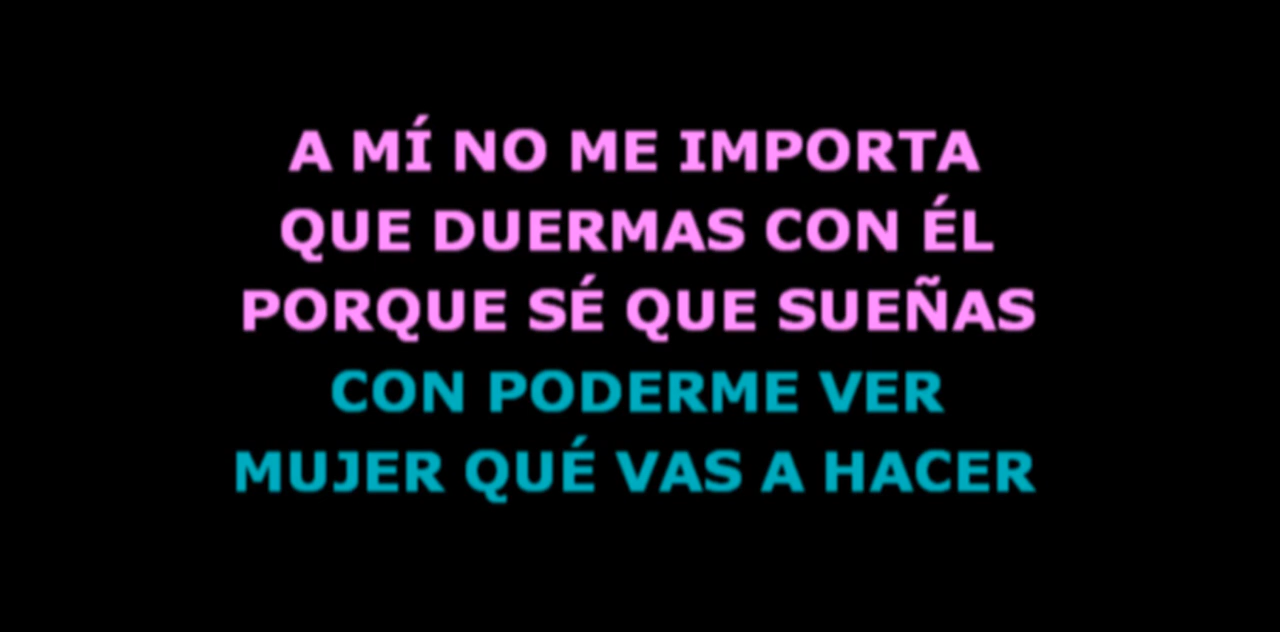 A MÍ NO ME IMPORTA
QUE DUERMAS CON ÉL
PORQUE SÉ QUE SUEÑAS
CON PODERME VER
MUJER QUÉ VAS A HACER